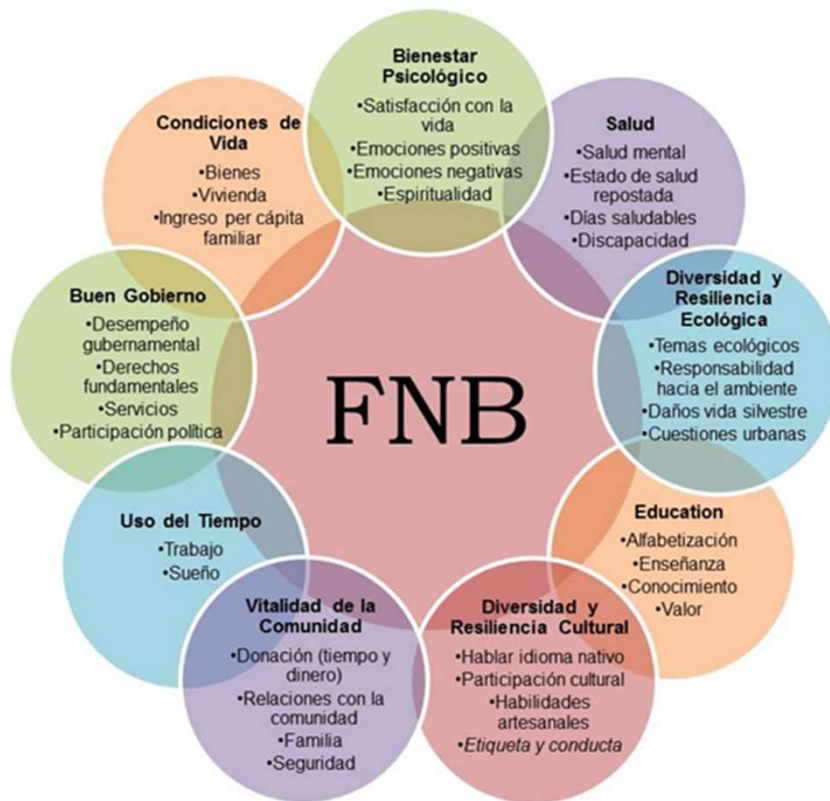 Bienestar
Psicológico
•Satisfacción con la
vida
•Emociones positivas
•Emociones negativas
•Espiritualidad
Salud
•Salud mental
•Estado de salud
repostada
•Días saludables
•Discapacidad
Diversidad y
Resiliencia
Ecológica
•Temas ecológicos
•Responsabilidad
hacia el ambiente
•Daños vida silvestre
•Cuestiones urbanas
Education
•Alfabetización
•Enseñanza
•Conocimiento
•Valor
Diversidad y
Resiliencia Cultural
•Hablar idioma nativo
•Participación cultural
•Habilidades
artesanales
•Etiqueta y conducta
Vitalidad de la
Comunidad
•Donación (tiempo y
dinero)
•Relaciones con la
comunidad
•Familia
•Seguridad
Uso del Tiempo
•Trabajo
•Sueño
Buen Gobierno
•Desempeño
gubernamental
•Derechos
fundamentales
•Servicios
•Participación política
Condiciones de
Vida
•Bienes
•Vivienda
•Ingreso per cápita
familiar
FNB